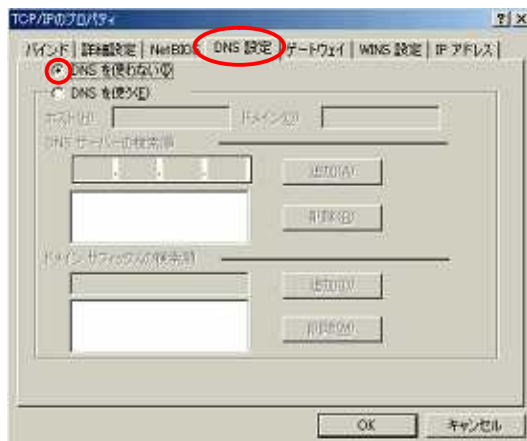 TCP/IPのプロパティ
バインド 詳細設定 NetBIOS DNS 設定 ゲートウェイ WINS 設定 IP アドレス
DNS を使わない(I)
DNS を使う(E)
ホスト(H) ドメイン(O)
DNS サーバーの検索順
追加(A)
削除(R)
ドメイン サフィックスの検索順
追加(D)
削除(M)
OK キャンセル